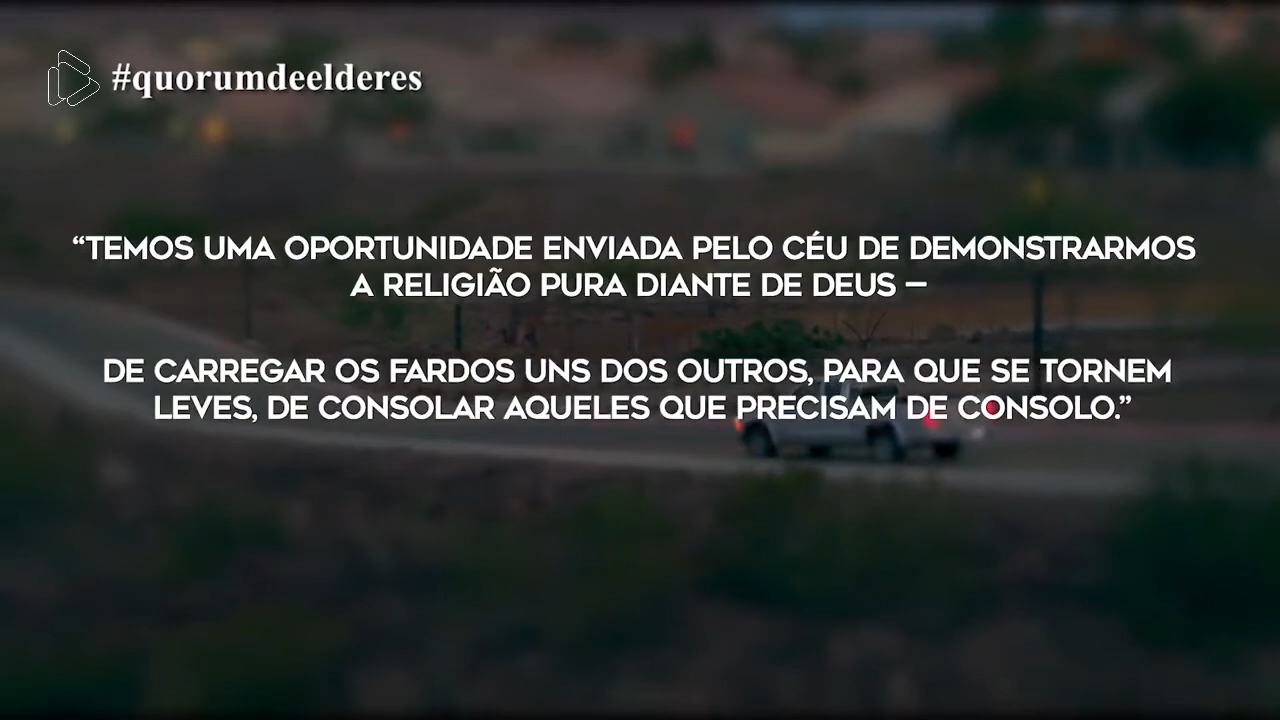 #quorumdeelderes
“TEMOS UMA OPORTUNIDADE ENVIADA PELO CÉU DE DEMONSTRARMOS
A RELIGIÃO PURA DIANTE DE DEUS —
DE CARREGAR OS FARDOS UNS DOS OUTROS, PARA QUE SE TORNEM
LEVES, DE CONSOLAR AQUELES QUE PRECISAM DE CONSOLO.”